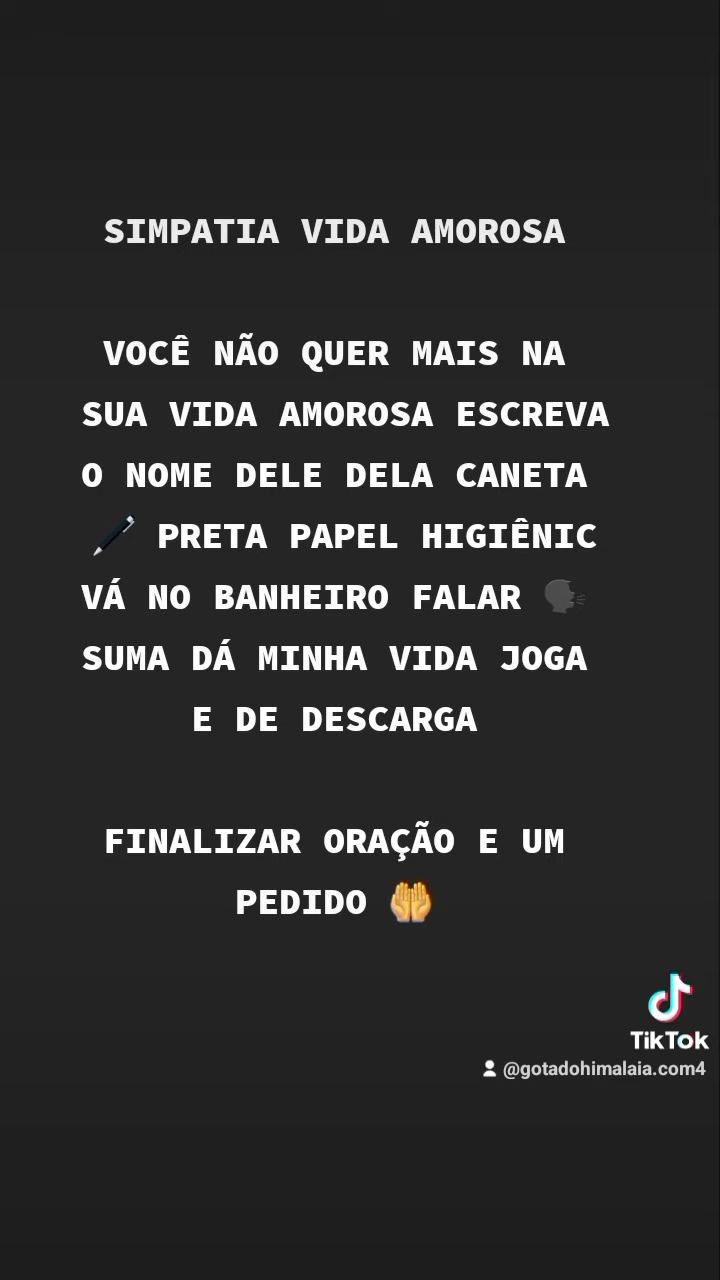 SIMPATIA VIDA AMOROSA
VOCÊ NÃO QUER MAIS NA
SUA VIDA AMOROSA ESCREVA
O NOME DELE DELA CANETA
🖊️ PRETA PAPEL HIGIÊNIC
VÁ NO BANHEIRO FALAR 🗣️
SUMA DÁ MINHA VIDA JOGA
E DE DESCARGA
FINALIZAR ORAÇÃO E UM
PEDIDO 🤲
TikTok
@gotadohimalaia.com4